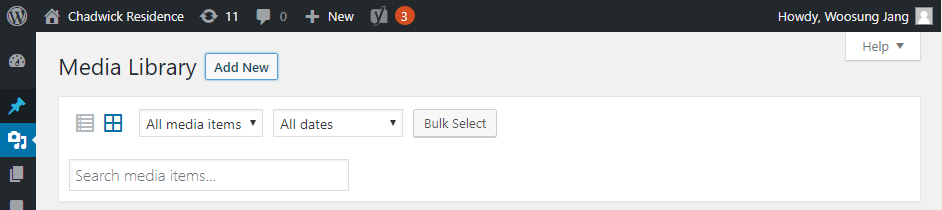 Chadwick Residence 11 0 + New 3 Howdy, Woosung Jang
Help
Media Library Add New
All media items All dates Bulk Select
Search media items...